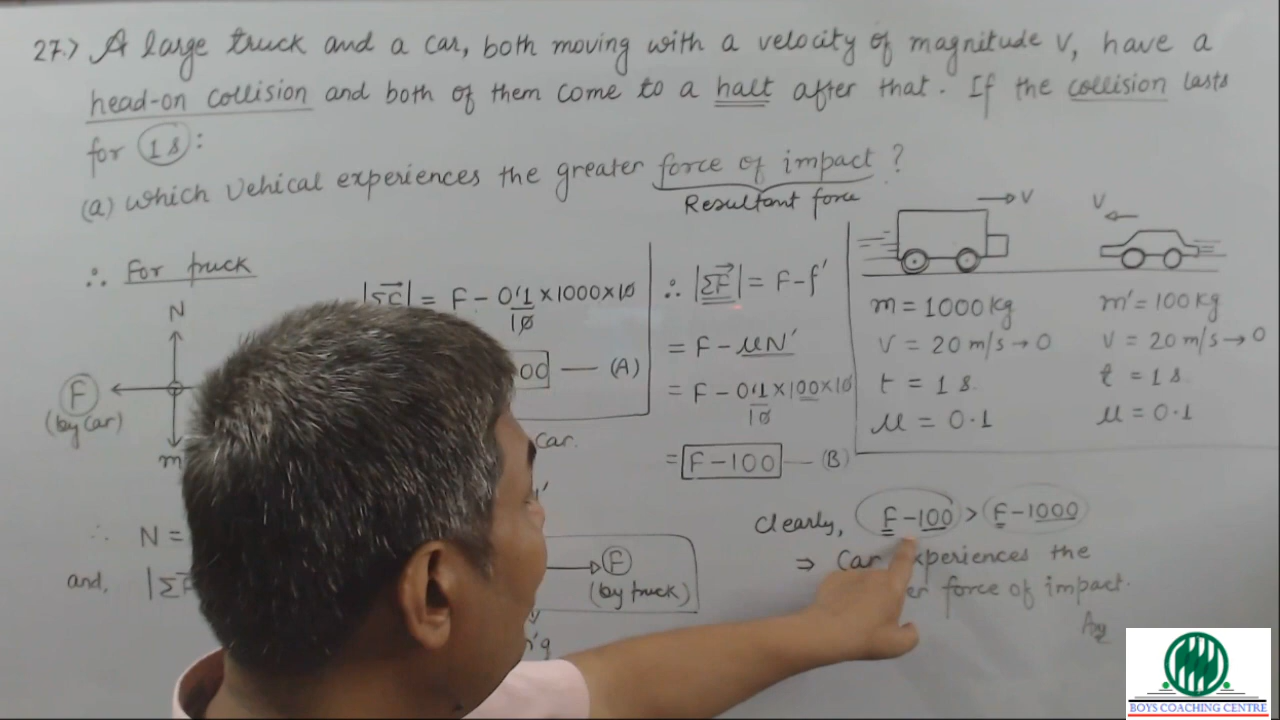 27.) A large truck and a car, both moving with a velocity of magnitude v, have a
head-on collision and both of them come to a halt after that. If the collision lasts
for 1 s :
(a) which vehical experiences the greater force of impact ?
Resultant force
∴ For truck
N
F
(by car)
m
∴ N =
and, |Σ
= F - 0.1 × 1000 × 10
10
00 — (A)
car.
F
(by truck)
m'g
∴ |ΣF| = F - f'
= F - μN'
= F - 0.1 × 100 × 10
10
= F - 100 — (B)
v
v
m = 1000 kg
v = 20 m/s → 0
t = 1 s
μ = 0.1
m' = 100 kg
v = 20 m/s → 0
t = 1 s
μ = 0.1
Clearly, F - 100 > F - 1000
⇒ Car experiences the
er force of impact.
BOYS COACHING CENTRE